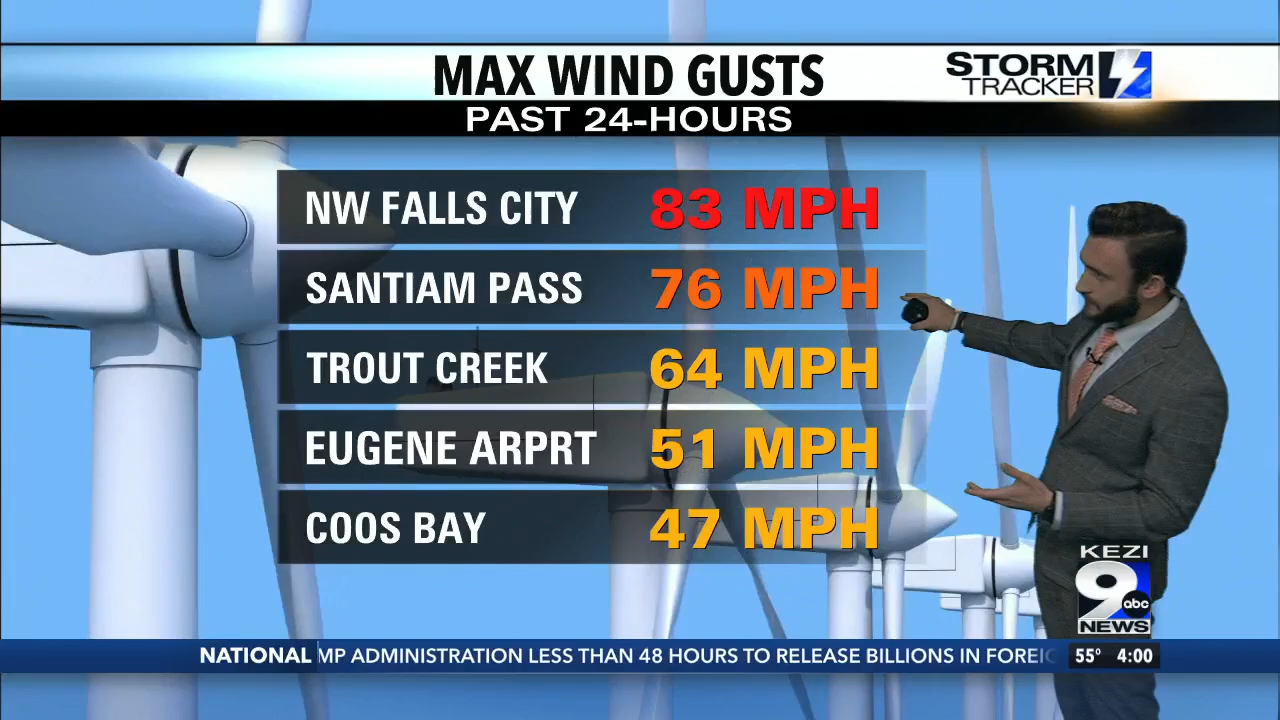 MAX WIND GUSTS
STORM
TRACKER
PAST 24-HOURS
NW FALLS CITY 83 MPH
SANTIAM PASS 76 MPH
TROUT CREEK 64 MPH
EUGENE ARPRT 51 MPH
COOS BAY 47 MPH
KEZI
9
abc
NEWS
NATIONAL MP ADMINISTRATION LESS THAN 48 HOURS TO RELEASE BILLIONS IN FOREIG 55° 4:00